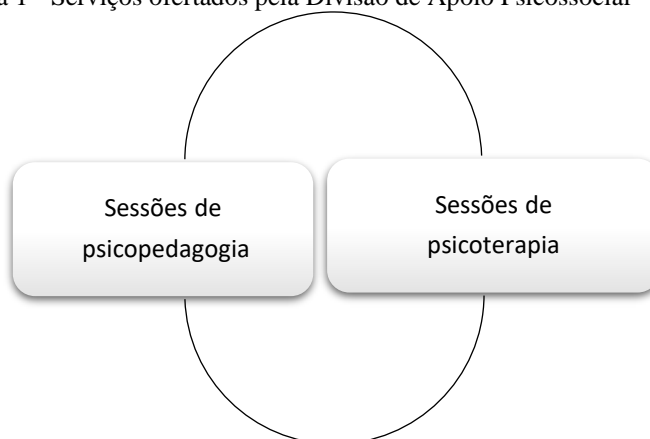 1 - Serviços ofertados pela Divisão de Apoio Psicossocial
Sessões de
psicopedagogia
Sessões de
psicoterapia